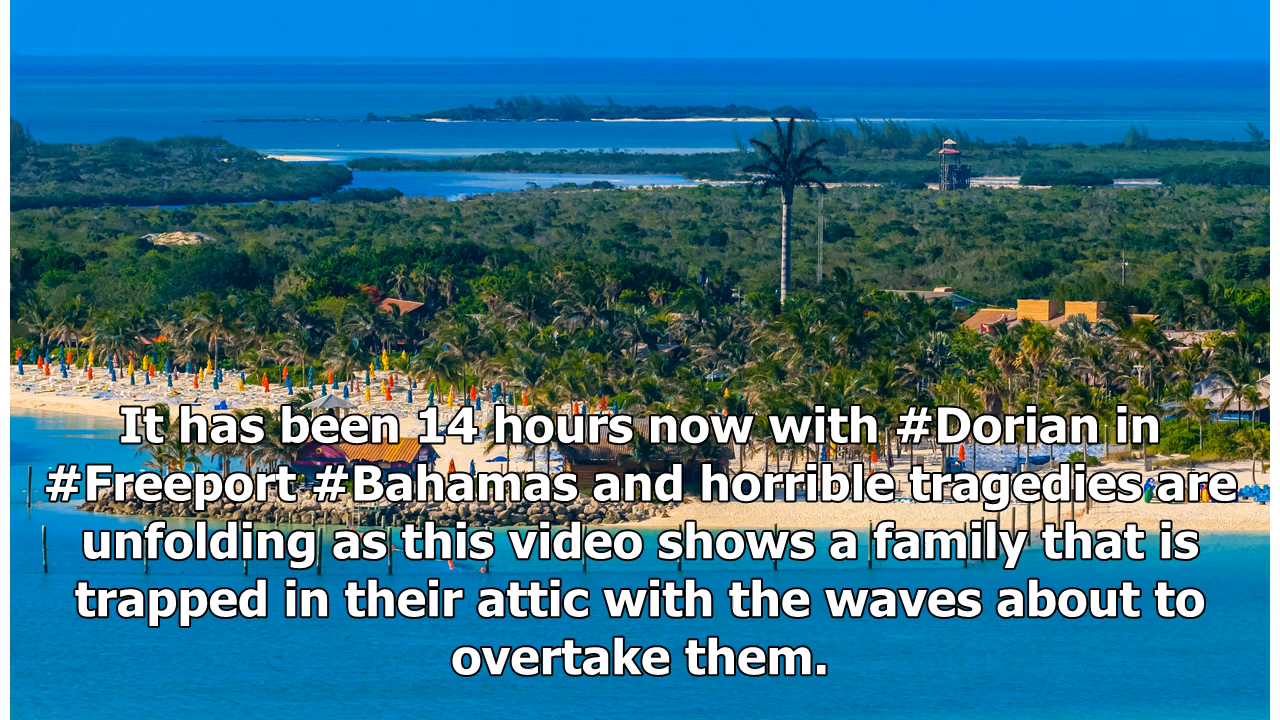 It has been 14 hours now with #Dorian in
#Freeport #Bahamas and horrible tragedies are
unfolding as this video shows a family that is
trapped in their attic with the waves about to
overtake them.